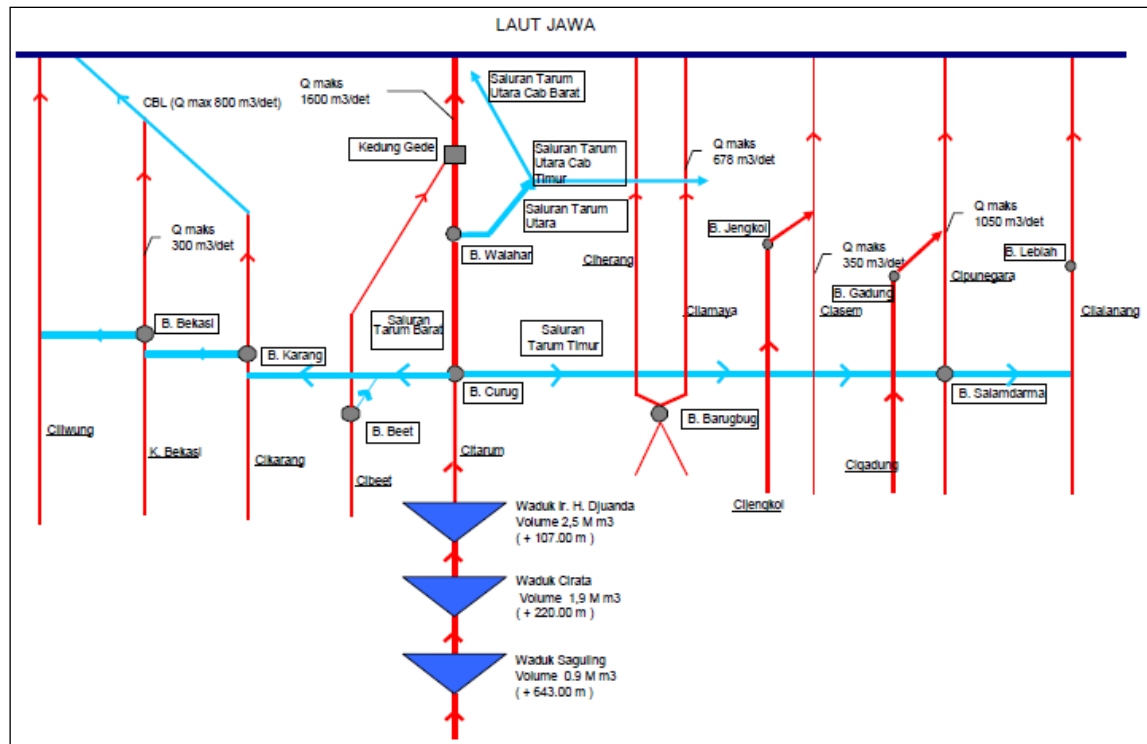 LAUT JAWA
Q maks
1600 m3/det
Saluran Tarum
Utara Cab Barat
CBL (Q max 800 m3/det)
Kedung Gede
Saluran Tarum
Utara Cab
Timur
Q maks
678 m3/det
Saluran Tarum
Utara
Q maks
300 m3/det
B. Walahar
Ciherang
B. Jengkol
Q maks
350 m3/det
Q maks
1050 m3/det
B. Leblah
Cipunegara
B. Gadung
Cilamaya
Ciasem
Cilalanang
B. Bekasi
Saluran
Tarum Barat
Saluran
Tarum Timur
B. Karang
B. Curug
B. Salamdarma
B. Beet
B. Barugbug
Ciliwung
K. Bekasi
Cikarang
Cibeet
Citarum
Cijengkol
Cigadung
Waduk Ir. H. Djuanda
Volume 2,5 M m3
( + 107.00 m )
Waduk Cirata
Volume 1,9 M m3
( + 220.00 m )
Waduk Saguling
Volume 0.9 M m3
( + 643.00 m )